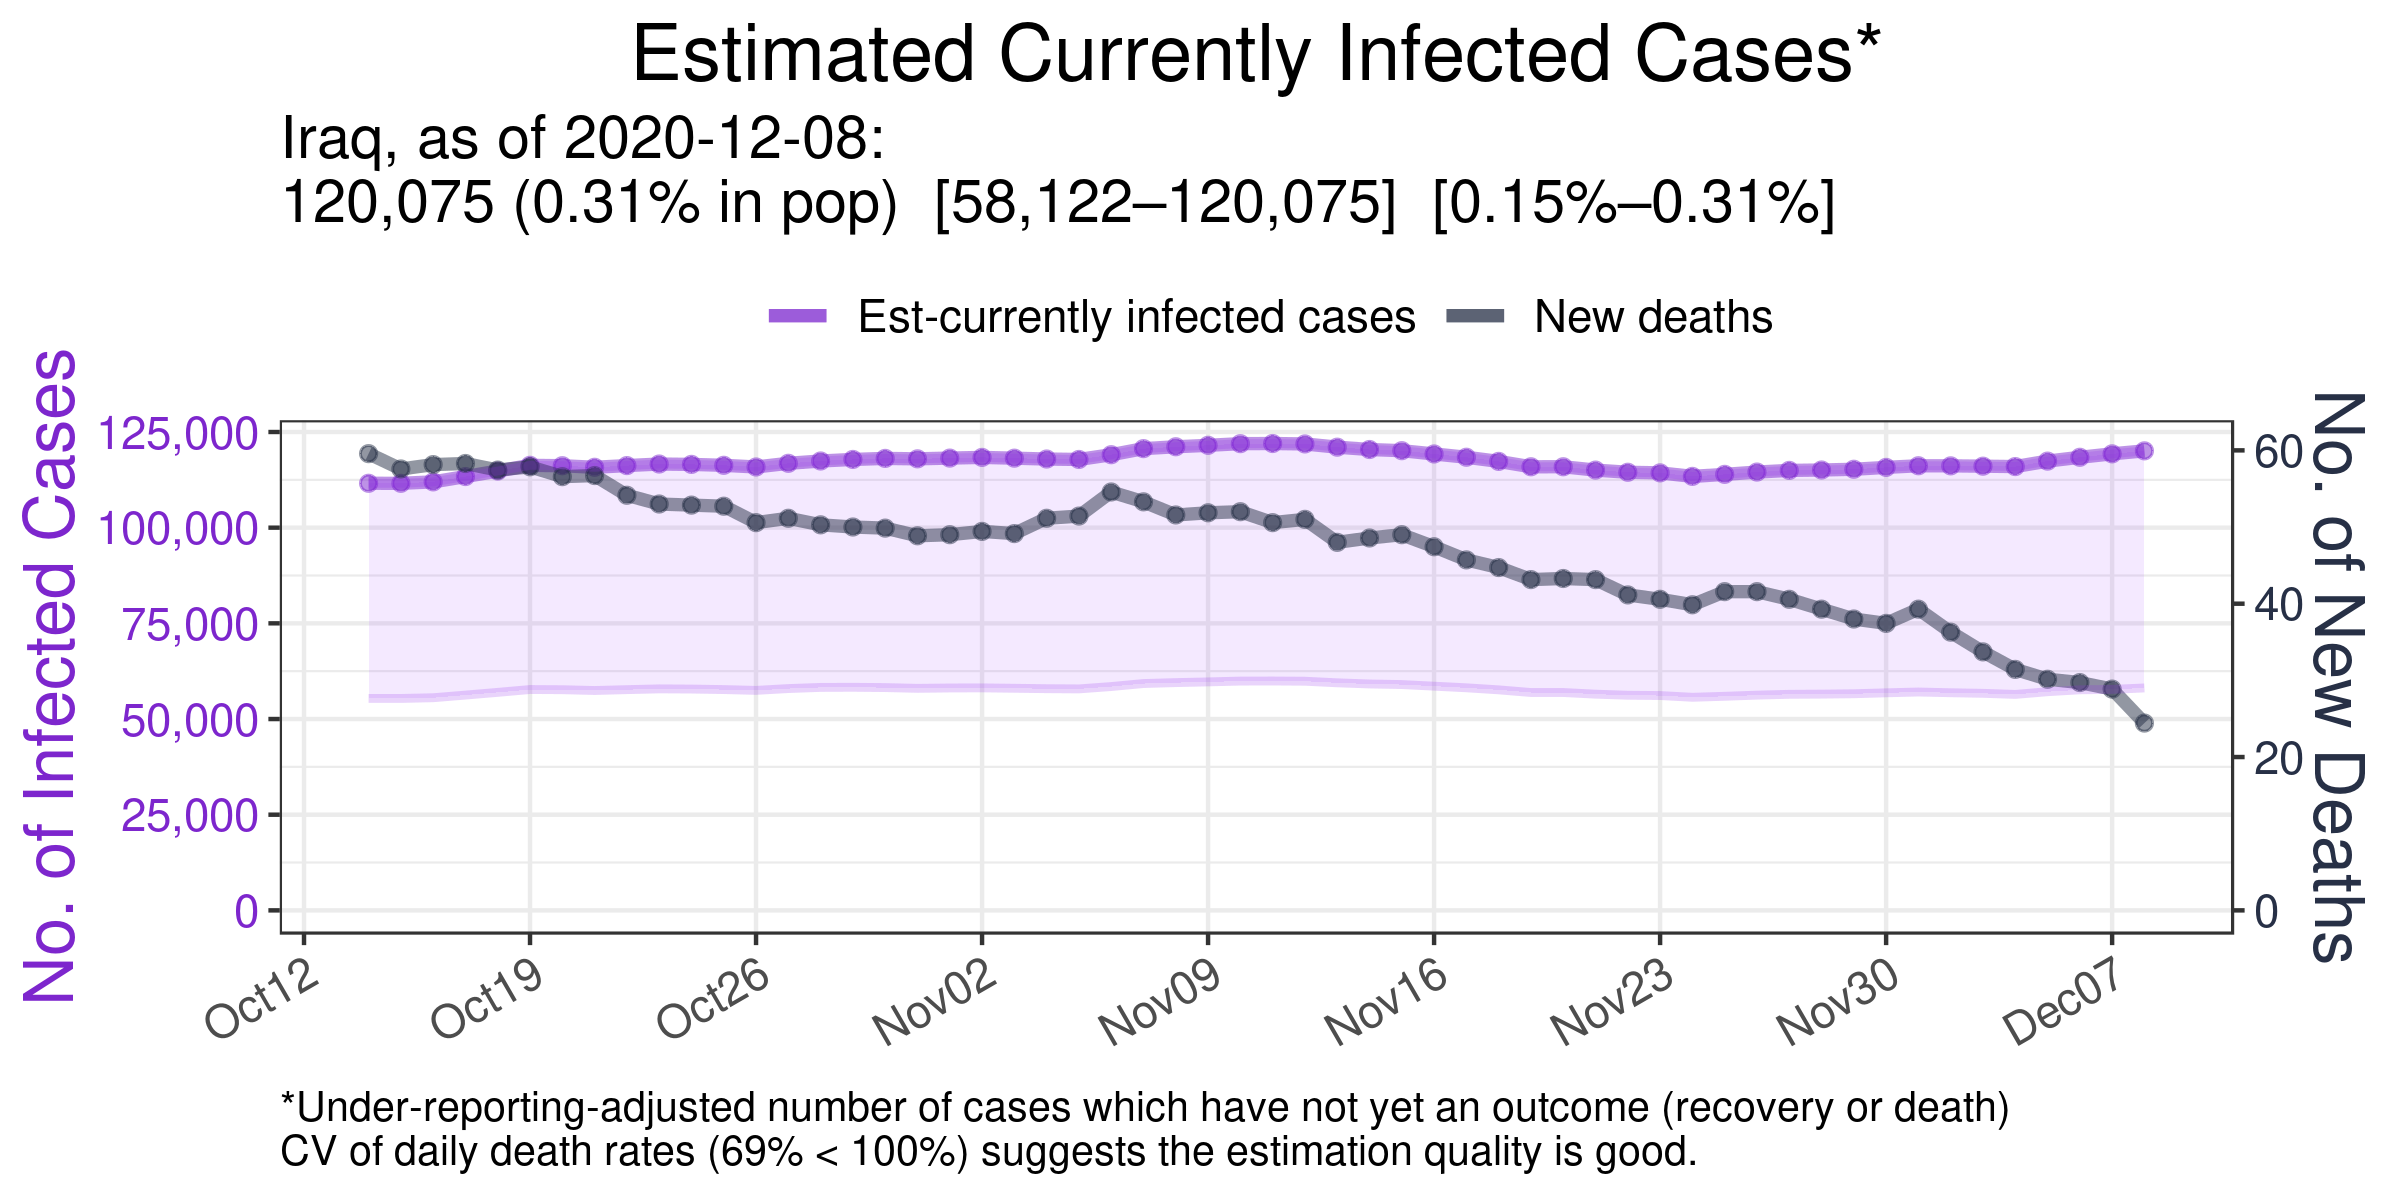 Estimated Currently Infected Cases*
Iraq, as of 2020-12-08:
120,075 (0.31% in pop)  [58,122–120,075]  [0.15%–0.31%]
Est-currently infected cases
New deaths
No. of Infected Cases
125,000
100,000
75,000
50,000
25,000
0
60
40
20
0
No. of New Deaths
Oct12
Oct19
Oct26
Nov02
Nov09
Nov16
Nov23
Nov30
Dec07
*Under-reporting-adjusted number of cases which have not yet an outcome (recovery or death)
CV of daily death rates (69% < 100%) suggests the estimation quality is good.